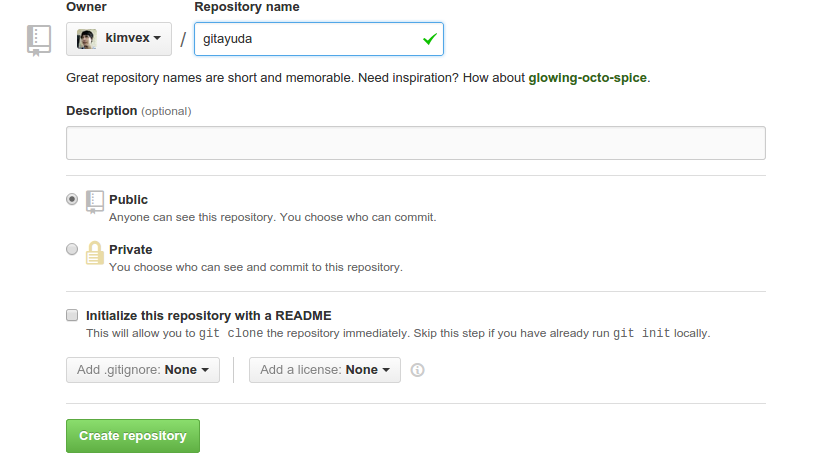 Owner Repository name
kimvex / gitayuda
Great repository names are short and memorable. Need inspiration? How about glowing-octo-spice.
Description (optional)
Public
Anyone can see this repository. You choose who can commit.
Private
You choose who can see and commit to this repository.
Initialize this repository with a README
This will allow you to git clone the repository immediately. Skip this step if you have already run git init locally.
Add .gitignore: None Add a license: None
Create repository